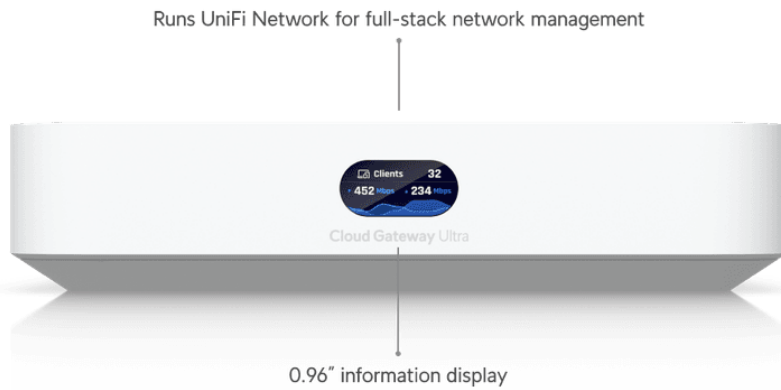 Runs UniFi Network for full-stack network management
Clients 32
452 Mbps 234 Mbps
Cloud Gateway Ultra
0.96” information display